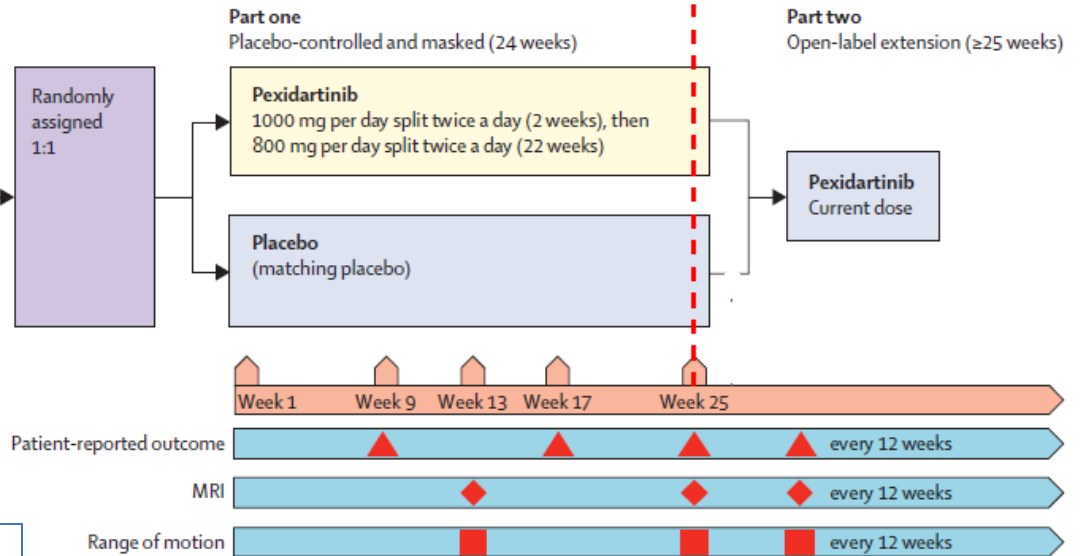 Part one
Placebo-controlled and masked (24 weeks)
Part two
Open-label extension (≥25 weeks)
Randomly
assigned
1:1
Pexidartinib
1000 mg per day split twice a day (2 weeks), then
800 mg per day split twice a day (22 weeks)
Placebo
(matching placebo)
Pexidartinib
Current dose
Week 1
Week 9
Week 13
Week 17
Week 25
Patient-reported outcome
every 12 weeks
MRI
every 12 weeks
Range of motion
every 12 weeks